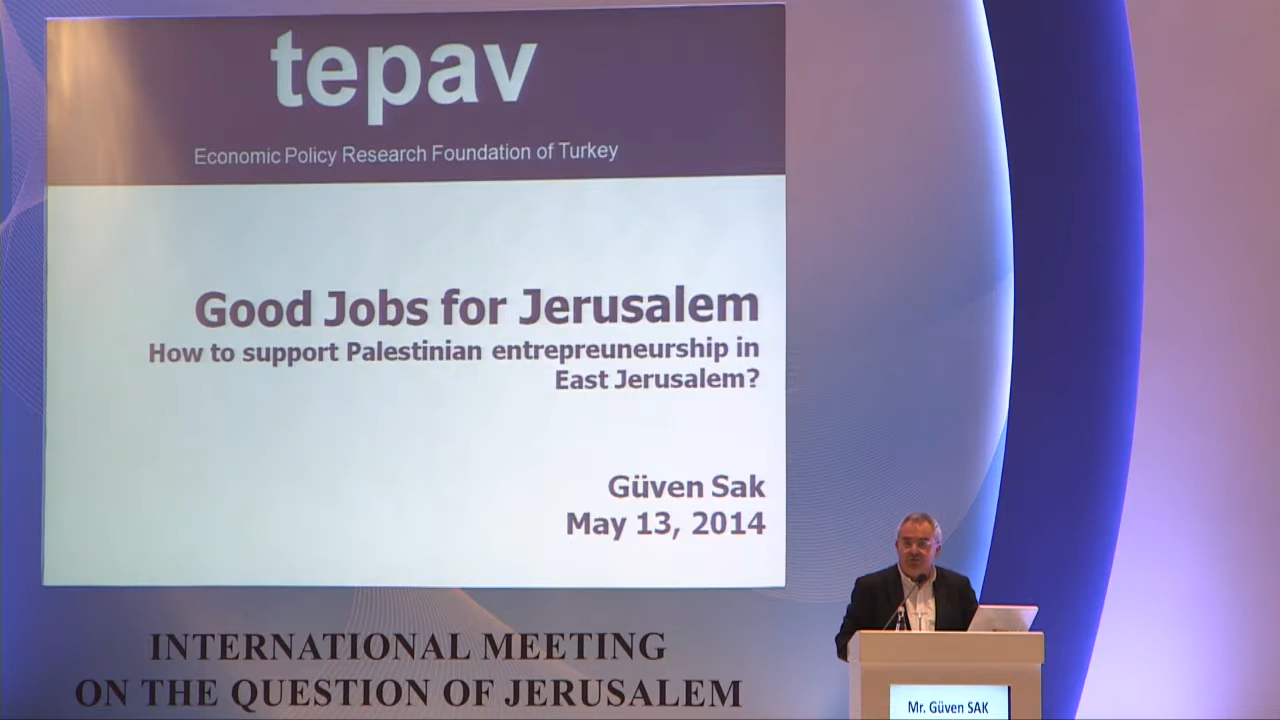 tepav
Economic Policy Research Foundation of Turkey
Good Jobs for Jerusalem
How to support Palestinian entrepreuneurship in
East Jerusalem?
Güven Sak
May 13, 2014
INTERNATIONAL MEETING
ON THE QUESTION OF JERUSALEM
Mr. Güven SAK